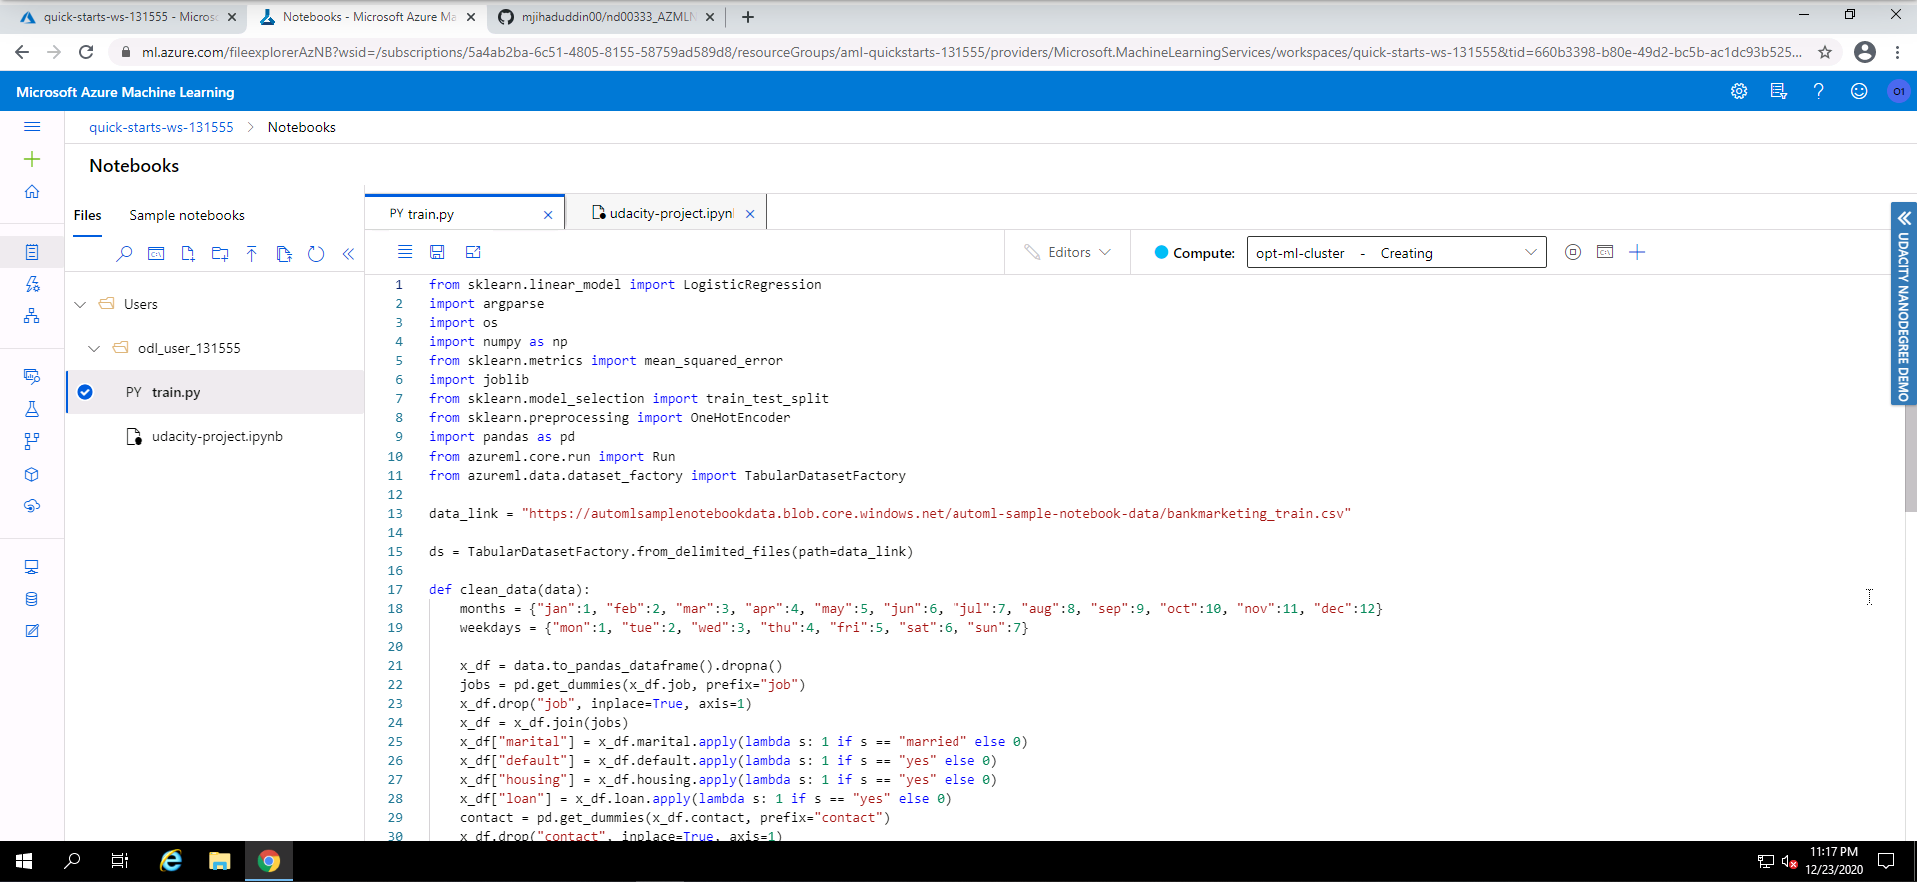 quick-starts-ws-131555 - Micros
Notebooks - Microsoft Azure Ma
mjihaduddin00/nd00333_AZMLN
ml.azure.com/fileexplorerAzNB?wsid=/subscriptions/5a4ab2ba-6c51-4805-8155-58759ad589d8/resourceGroups/aml-quickstarts-131555/providers/Microsoft.MachineLearningServices/workspaces/quick-starts-ws-131555&tid=660b3398-b80e-49d2-bc5b-ac1dc93b525...
Microsoft Azure Machine Learning
O1
quick-starts-ws-131555 > Notebooks
Notebooks
Files
Sample notebooks
Users
odl_user_131555
PY train.py
udacity-project.ipynb
PY train.py
udacity-project.ipynb
Editors
Compute: opt-ml-cluster - Creating
UDACITY NANODEGREE DEMO
1 from sklearn.linear_model import LogisticRegression
2 import argparse
3 import os
4 import numpy as np
5 from sklearn.metrics import mean_squared_error
6 import joblib
7 from sklearn.model_selection import train_test_split
8 from sklearn.preprocessing import OneHotEncoder
9 import pandas as pd
10 from azureml.core.run import Run
11 from azureml.data.dataset_factory import TabularDatasetFactory
12
13 data_link = "https://automlsamplenotebookdata.blob.core.windows.net/automl-sample-notebook-data/bankmarketing_train.csv"
14
15 ds = TabularDatasetFactory.from_delimited_files(path=data_link)
16
17 def clean_data(data):
18 months = {"jan":1, "feb":2, "mar":3, "apr":4, "may":5, "jun":6, "jul":7, "aug":8, "sep":9, "oct":10, "nov":11, "dec":12}
19 weekdays = {"mon":1, "tue":2, "wed":3, "thu":4, "fri":5, "sat":6, "sun":7}
20
21 x_df = data.to_pandas_dataframe().dropna()
22 jobs = pd.get_dummies(x_df.job, prefix="job")
23 x_df.drop("job", inplace=True, axis=1)
24 x_df = x_df.join(jobs)
25 x_df["marital"] = x_df.marital.apply(lambda s: 1 if s == "married" else 0)
26 x_df["default"] = x_df.default.apply(lambda s: 1 if s == "yes" else 0)
27 x_df["housing"] = x_df.housing.apply(lambda s: 1 if s == "yes" else 0)
28 x_df["loan"] = x_df.loan.apply(lambda s: 1 if s == "yes" else 0)
29 contact = pd.get_dummies(x_df.contact, prefix="contact")
30 x_df.drop("contact", inplace=True, axis=1)
11:17 PM
12/23/2020